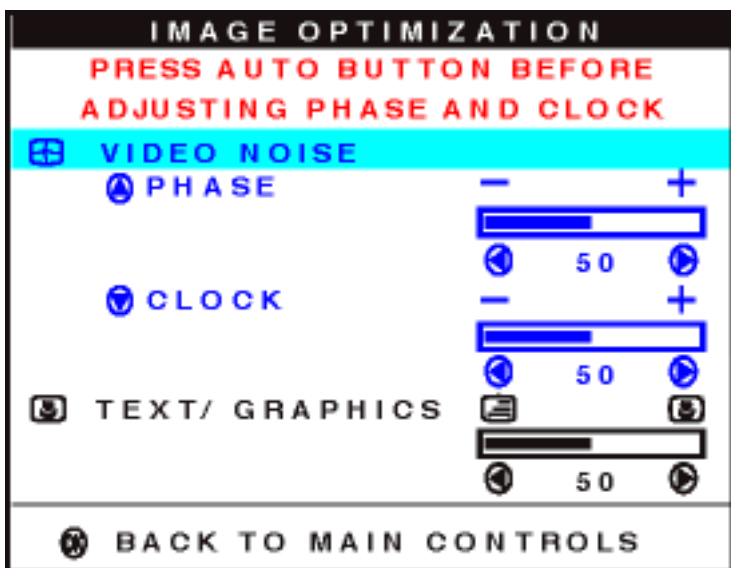 IMAGE OPTIMIZATION
PRESS AUTO BUTTON BEFORE
ADJUSTING PHASE AND CLOCK
VIDEO NOISE
PHASE − +
50
CLOCK − +
50
TEXT/ GRAPHICS
50
OK BACK TO MAIN CONTROLS